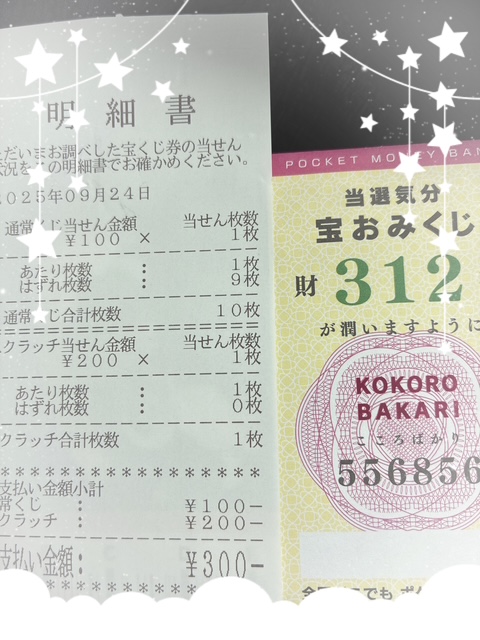 明細書
ただいまお調べした宝くじ券の当せん
状況をこの明細書でお確かめください。
2025年09月24日
通常くじ当せん金額 当せん枚数
¥100 × 1枚
あたり枚数 : 1枚
はずれ枚数 : 9枚
通常くじ合計枚数 10枚
スクラッチ当せん金額 当せん枚数
¥200 × 1枚
あたり枚数 : 1枚
はずれ枚数 : 0枚
スクラッチ合計枚数 1枚
支払い金額小計
通常くじ : ¥100-
スクラッチ : ¥200-
支払い金額: ¥300-
POCKET MONEY BAN
当選気分
宝おみくじ
財312
が潤いますように
KOKORO
BAKARI
こころばかり
556856